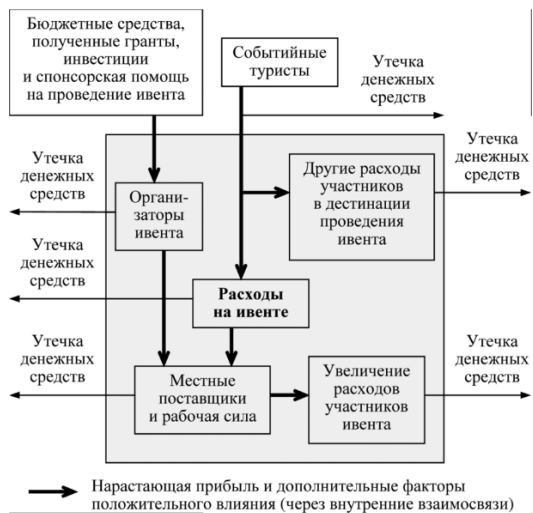 Бюджетные средства,
полученные гранты,
инвестиции
и спонсорская помощь
на проведение ивента
Событийные
туристы
Утечка
денежных
средств
Утечка
денежных
средств
Органи-
заторы
ивента
Другие расходы
участников
в дестинации
проведения
ивента
Утечка
денежных
средств
Утечка
денежных
средств
Расходы
на ивенте
Утечка
денежных
средств
Местные
поставщики
и рабочая сила
Увеличение
расходов
участников
ивента
Утечка
денежных
средств
Нарастающая прибыль и дополнительные факторы
положительного влияния (через внутренние взаимосвязи)